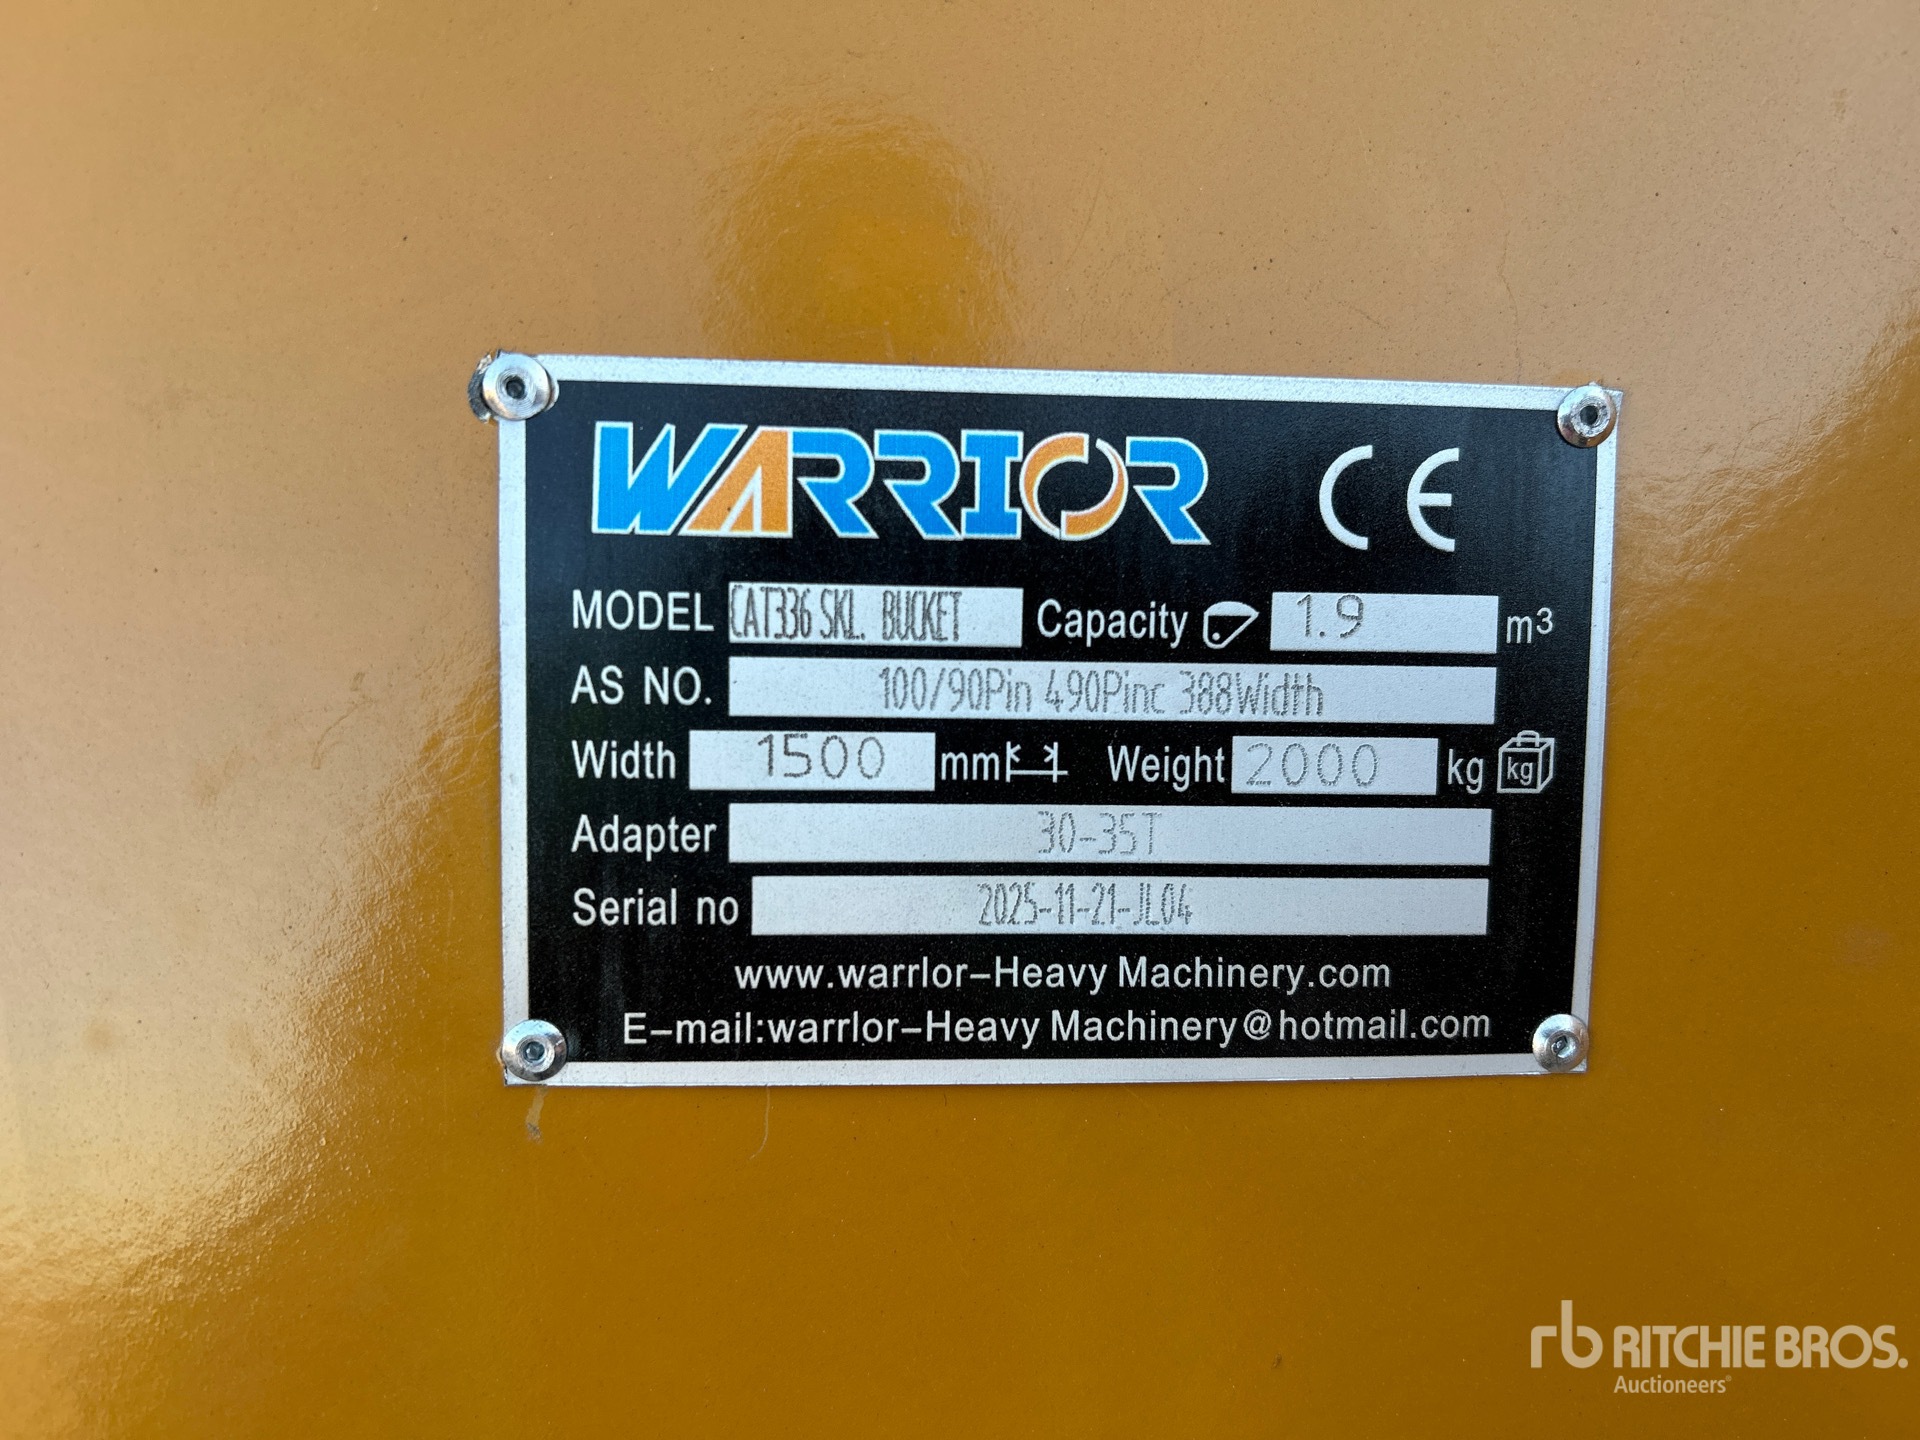 WARRIOR CE
MODEL CAT336 SKL. BUCKET Capacity 1.9 m³
AS NO. 100/90Pin 490Pinc 388Width
Width 1500 mm Weight 2000 kg kg
Adapter 30-35T
Serial no 2025-11-21-JL04
www.warrlor-Heavy Machinery.com
E-mail:warrlor-Heavy Machinery@hotmail.com
rb RITCHIE BROS.
Auctioneers